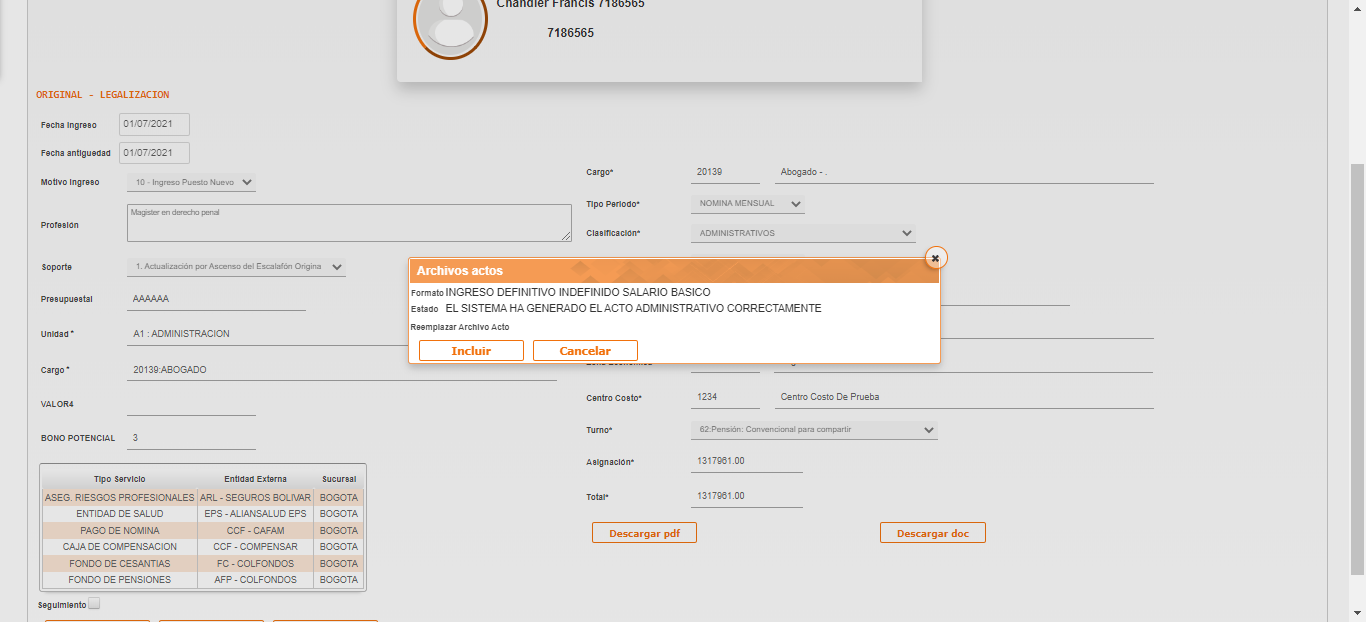 Chandler Francis 7186565
7186565
ORIGINAL - LEGALIZACION
Fecha Ingreso 01/07/2021
Fecha antiguedad 01/07/2021
Motivo Ingreso 10 - Ingreso Puesto Nuevo
Profesión Magister en derecho penal
Soporte 1. Actualización por Ascenso del Escalafón Origina
Presupuestal AAAAAA
Unidad * A1 : ADMINISTRACION
Cargo * 20139:ABOGADO
VALOR4
BONO POTENCIAL 3
Cargo* 20139 Abogado - .
Tipo Periodo* NOMINA MENSUAL
Clasificación* ADMINISTRATIVOS
Archivos actos
Formato INGRESO DEFINITIVO INDEFINIDO SALARIO BASICO
Estado EL SISTEMA HA GENERADO EL ACTO ADMINISTRATIVO CORRECTAMENTE
Reemplazar Archivo Acto
Incluir Cancelar
Centro Costo* 1234 Centro Costo De Prueba
Turno* 62:Pensión: Convencional para compartir
Asignación* 1317961.00
Total* 1317961.00
Descargar pdf Descargar doc
Tipo Servicio Entidad Externa Sucursal
ASEG. RIESGOS PROFESIONALES ARL - SEGUROS BOLIVAR BOGOTA
ENTIDAD DE SALUD EPS - ALIANSALUD EPS BOGOTA
PAGO DE NOMINA CCF - CAFAM BOGOTA
CAJA DE COMPENSACION CCF - COMPENSAR BOGOTA
FONDO DE CESANTIAS FC - COLFONDOS BOGOTA
FONDO DE PENSIONES AFP - COLFONDOS BOGOTA
Seguimiento